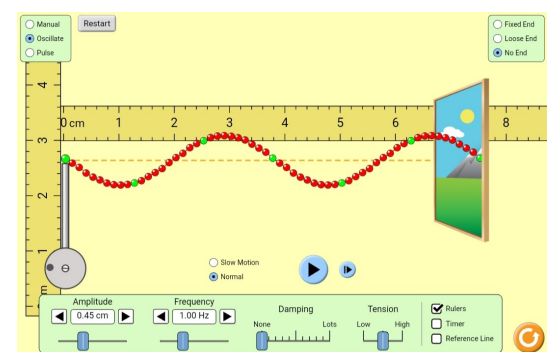 Manual
Oscillate
Pulse
Restart
Fixed End
Loose End
No End
4
3
2
1
0 cm
1
2
3
4
5
6
8
Slow Motion
Normal
Amplitude
0.45 cm
Frequency
1.00 Hz
Damping
None
Lots
Tension
Low
High
Rulers
Timer
Reference Line